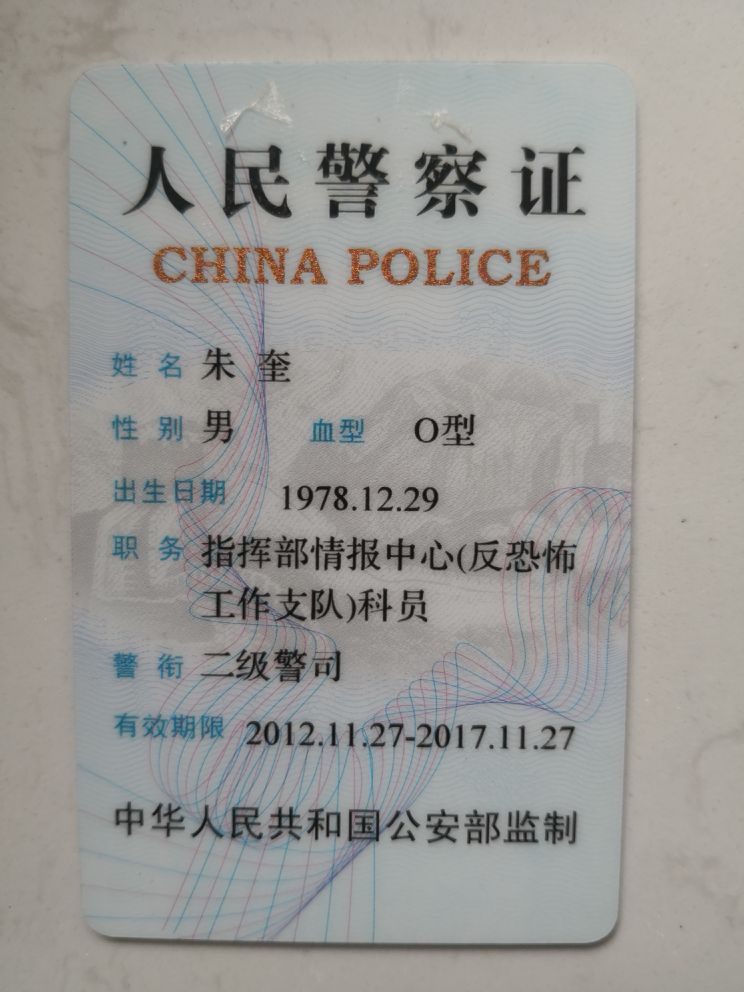 人民警察证
CHINA POLICE
姓名 朱奎
性别 男 血型 O型
出生日期 1978.12.29
职务 指挥部情报中心(反恐怖
工作支队)科员
警衔 二级警司
有效期限 2012.11.27-2017.11.27
中华人民共和国公安部监制